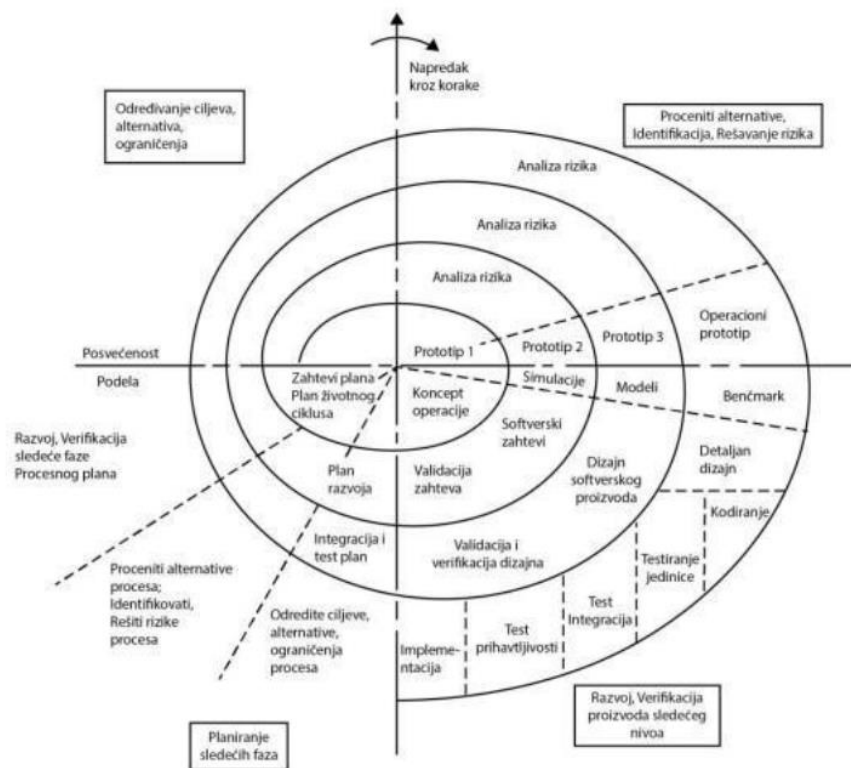 Napredak
kroz korake
Određivanje ciljeva,
alternativa,
ograničenja
Proceniti alternative,
Identifikacija, Rešavanje rizika
Analiza rizika
Analiza rizika
Analiza rizika
Operacioni
prototip
Prototip 3
Prototip 2
Prototip 1
Posvećenost
Podela
Zahtevi plana
Plan životnog
ciklusa
Koncept
operacije
Simulacije
Modeli
Benčmark
Softverski
zahtevi
Razvoj, Verifikacija
sledeće faze
Procesnog plana
Plan
razvoja
Validacija
zahteva
Dizajn
softverskog
proizvoda
Detaljan
dizajn
Kodiranje
Integracija i
test plan
Validacija i
verifikacija dizajna
Testiranje
jedinice
Proceniti alternative
procesa;
Identifikovati,
Rešiti rizike
procesa
Odredite ciljeve,
alternative,
ograničenja
procesa
Impleme-
ntacija
Test
prihavtljivosti
Test
Integracija
Planiranje
sledećih faza
Razvoj, Verifikacija
proizvoda sledećeg
nivoa